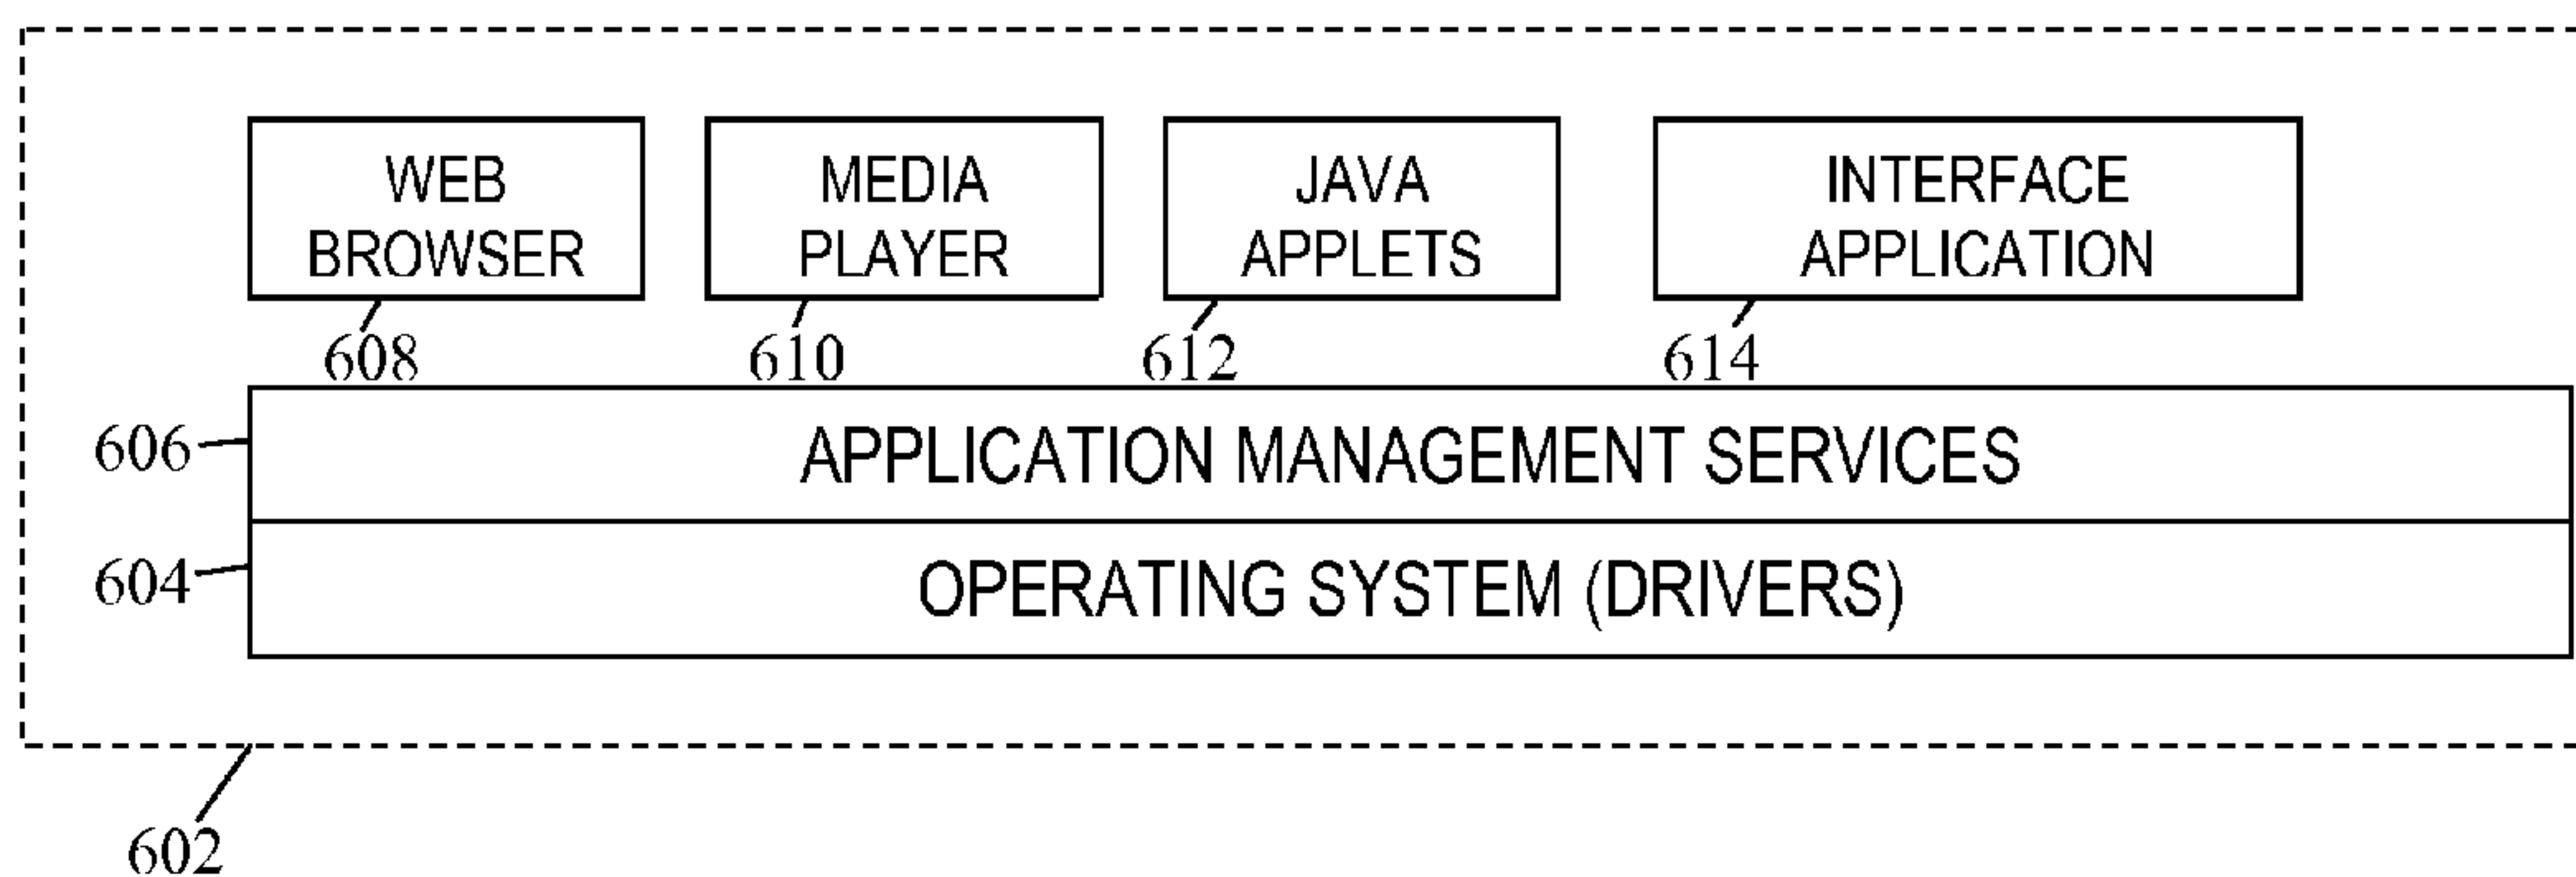 WEB
BROWSER
MEDIA
PLAYER
JAVA
APPLETS
INTERFACE
APPLICATION
608
610
612
614
606
APPLICATION MANAGEMENT SERVICES
604
OPERATING SYSTEM (DRIVERS)
602